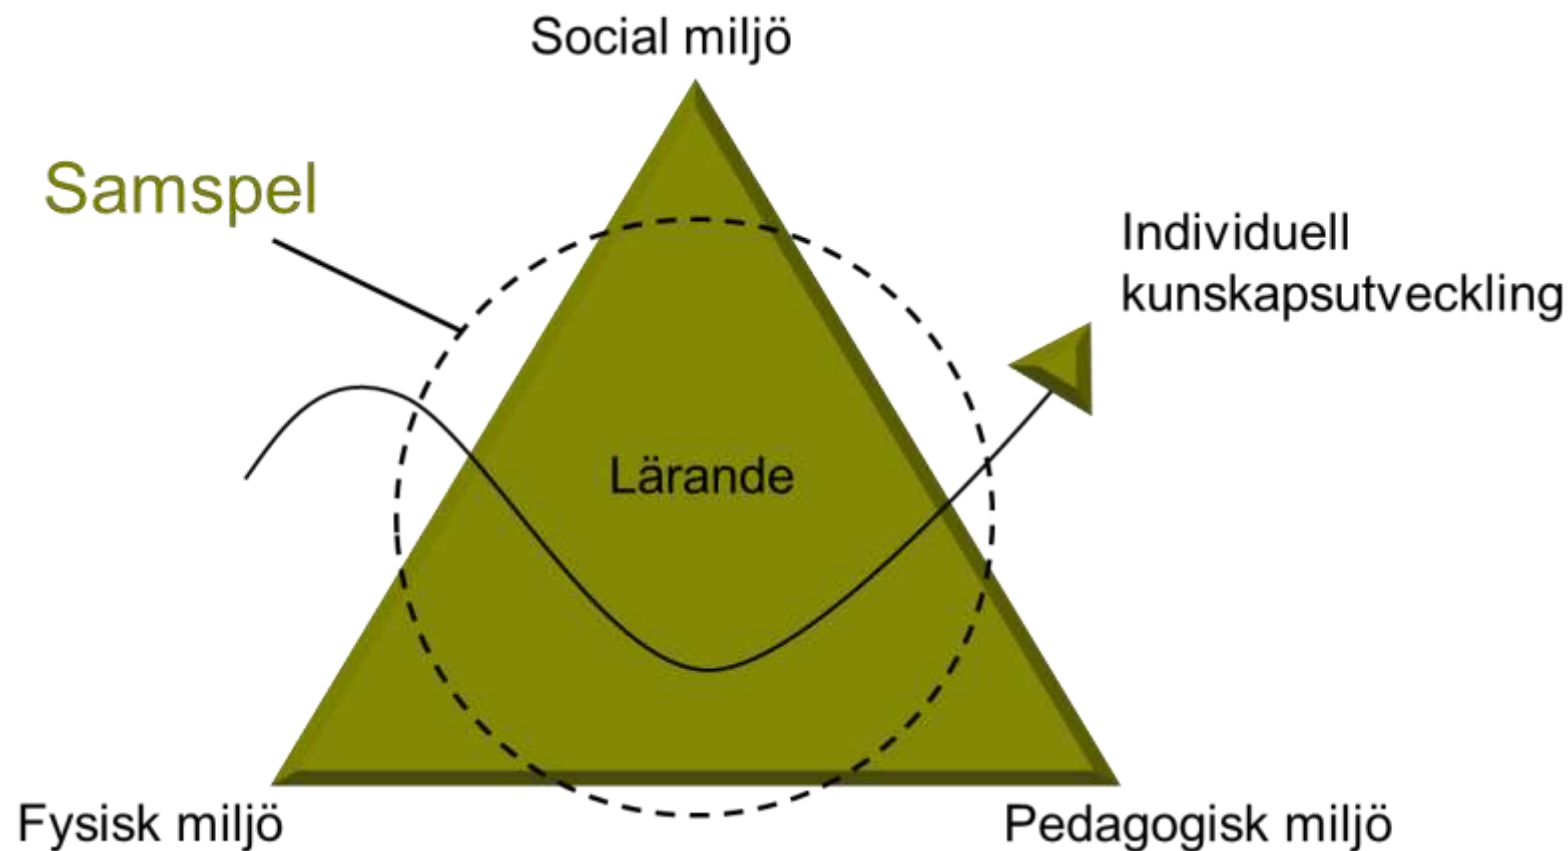 Social miljö
Samspel
Individuell
kunskapsutveckling
Lärande
Fysisk miljö
Pedagogisk miljö